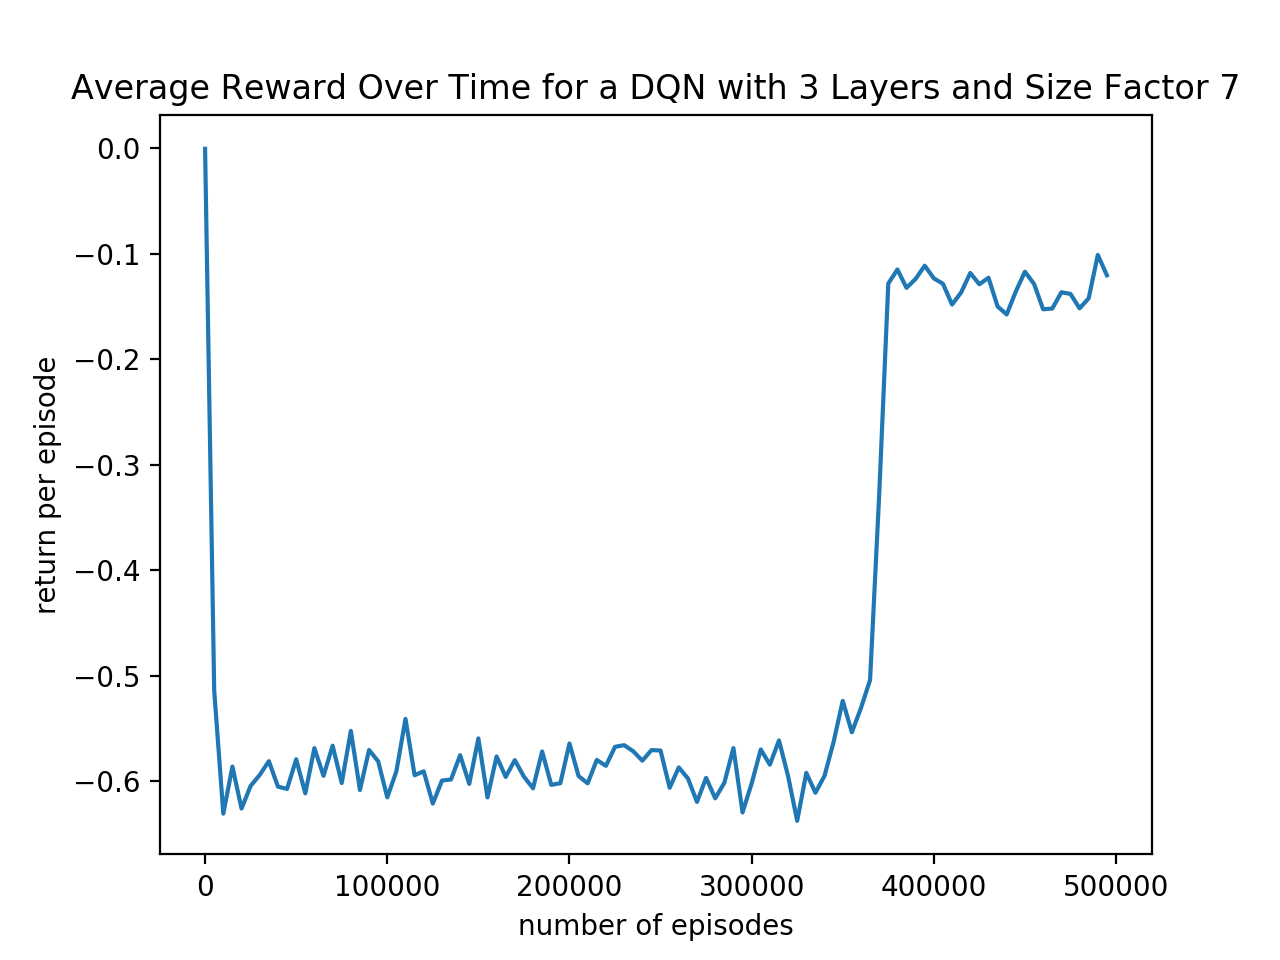 Average Reward Over Time for a DQN with 3 Layers and Size Factor 7
0.0
−0.1
−0.2
−0.3
−0.4
−0.5
−0.6
return per episode
0 100000 200000 300000 400000 500000
number of episodes